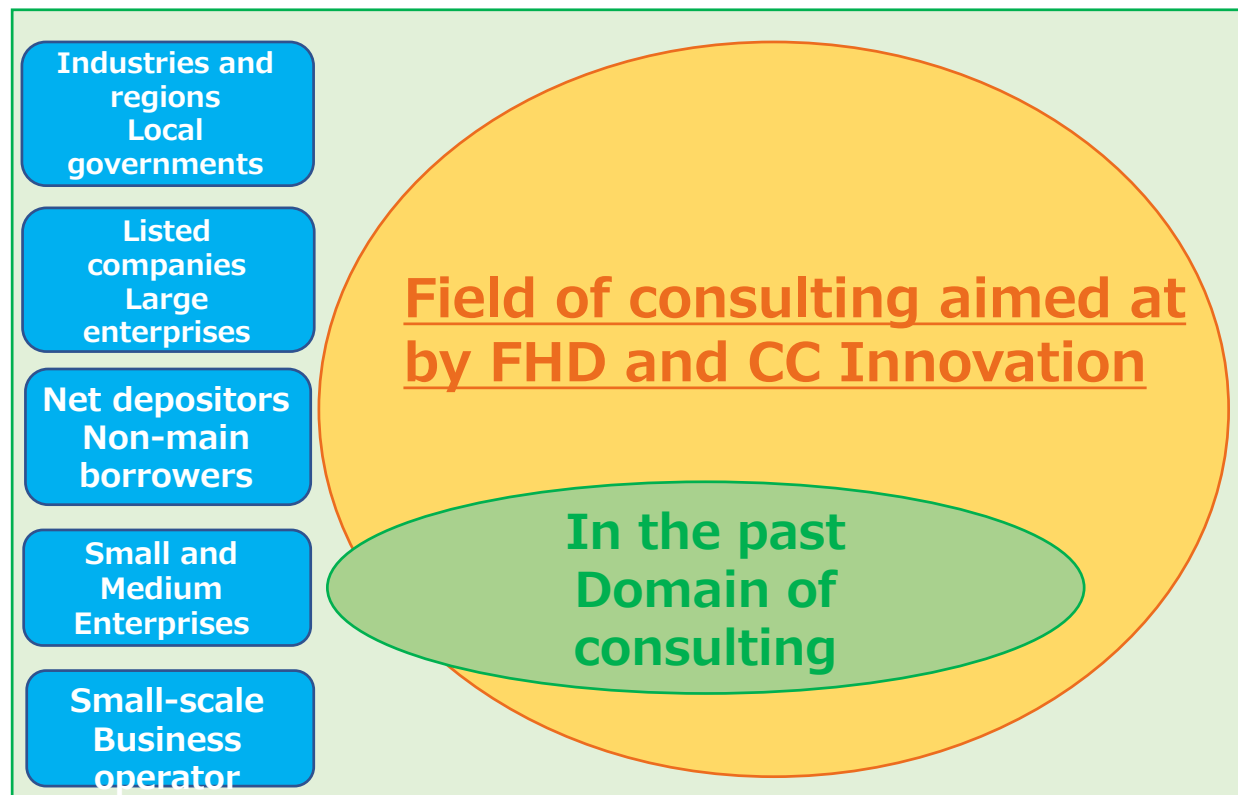 Industries and
regions
Local
governments
Listed
companies
Large
enterprises
Net depositors
Non-main
borrowers
Small and
Medium
Enterprises
Small-scale
Business
operator
Field of consulting aimed at
by FHD and CC Innovation
In the past
Domain of
consulting